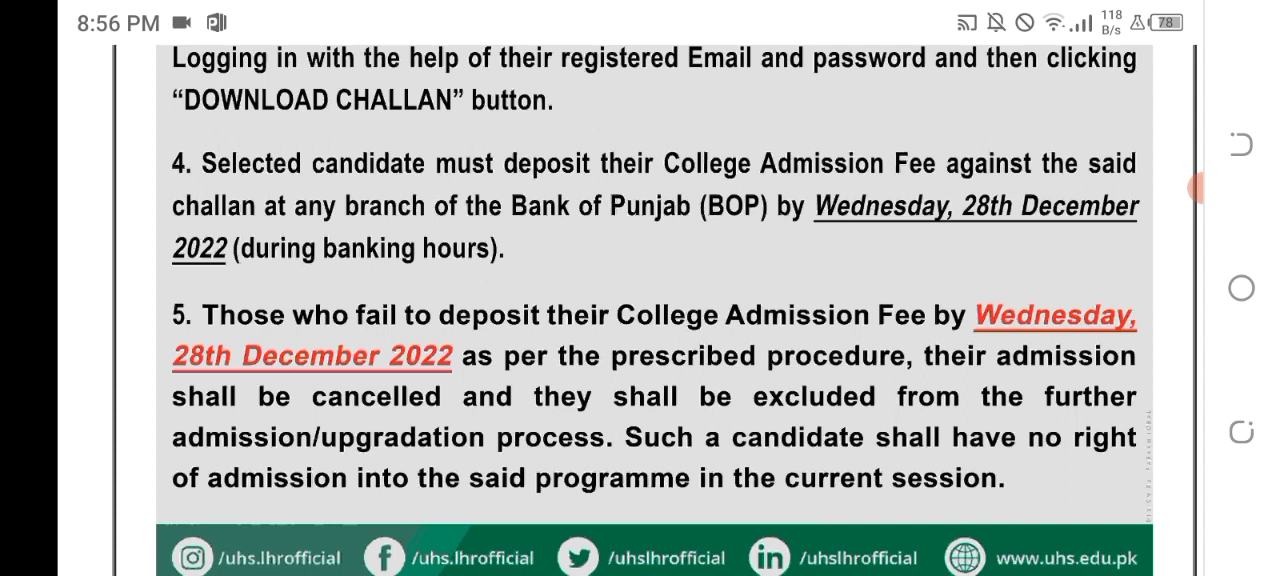 8:56 PM 118 B/s 78
Logging in with the help of their registered Email and password and then clicking
“DOWNLOAD CHALLAN” button.
4. Selected candidate must deposit their College Admission Fee against the said
challan at any branch of the Bank of Punjab (BOP) by Wednesday, 28th December
2022 (during banking hours).
5. Those who fail to deposit their College Admission Fee by Wednesday,
28th December 2022 as per the prescribed procedure, their admission
shall be cancelled and they shall be excluded from the further
admission/upgradation process. Such a candidate shall have no right
of admission into the said programme in the current session.
/uhs.lhrofficial /uhs.lhrofficial /uhslhrofficial /uhslhrofficial www.uhs.edu.pk